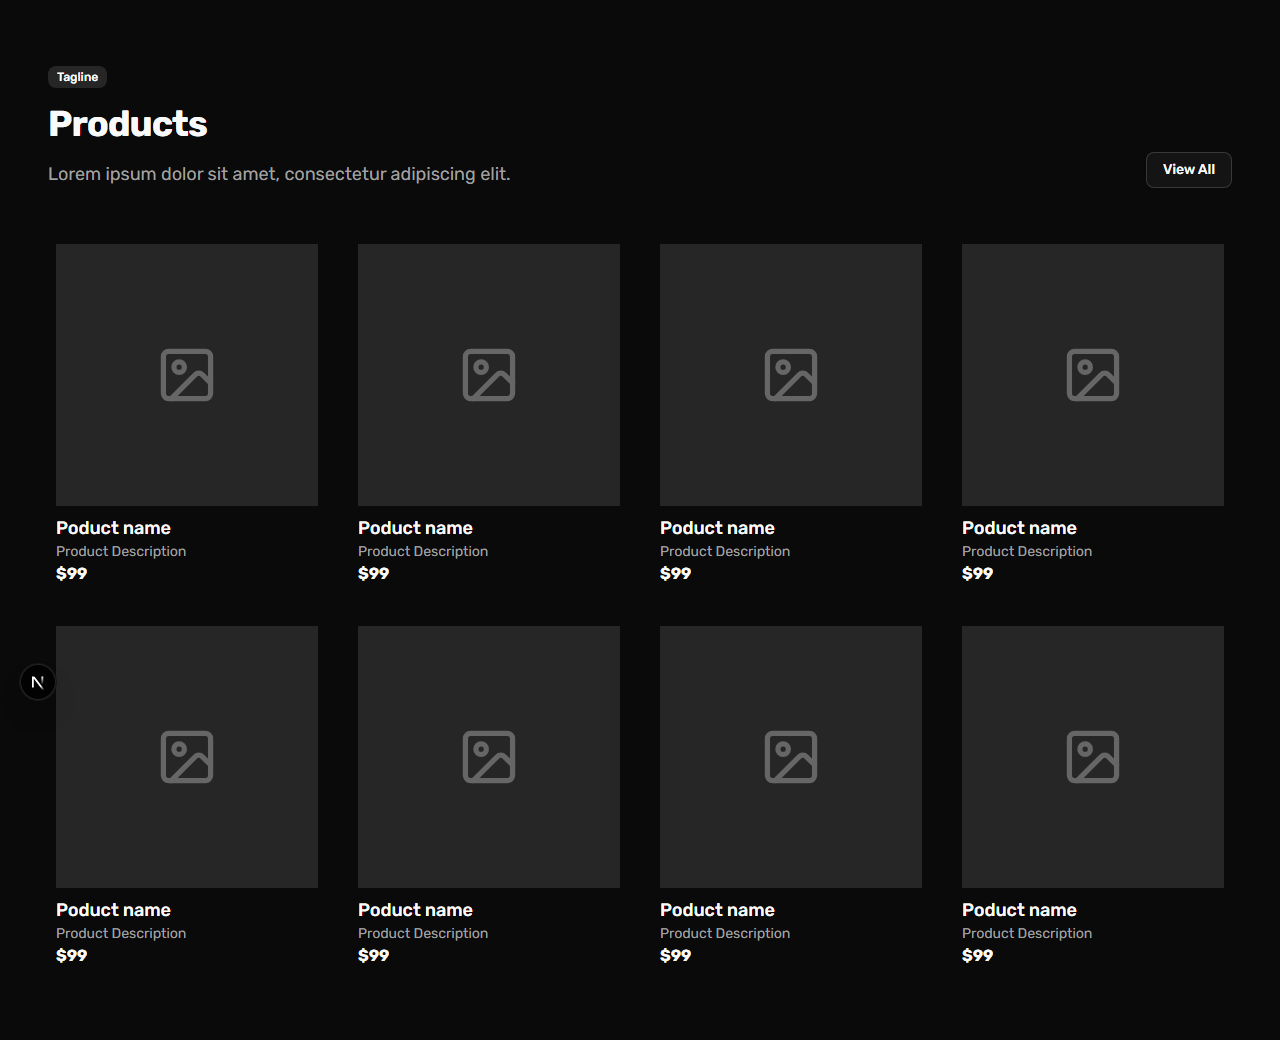 Tagline
Products
Lorem ipsum dolor sit amet, consectetur adipiscing elit.
View All
Poduct name
Product Description
$99
Poduct name
Product Description
$99
Poduct name
Product Description
$99
Poduct name
Product Description
$99
N
Poduct name
Product Description
$99
Poduct name
Product Description
$99
Poduct name
Product Description
$99
Poduct name
Product Description
$99